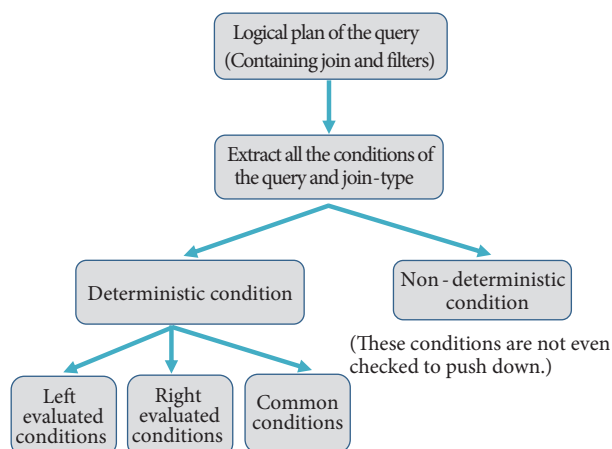 Logical plan of the query
(Containing join and filters)
Extract all the conditions of
the query and join-type
Deterministic condition
Non - deterministic
condition
(These conditions are not even
checked to push down.)
Left
evaluated
conditions
Right
evaluated
conditions
Common
conditions